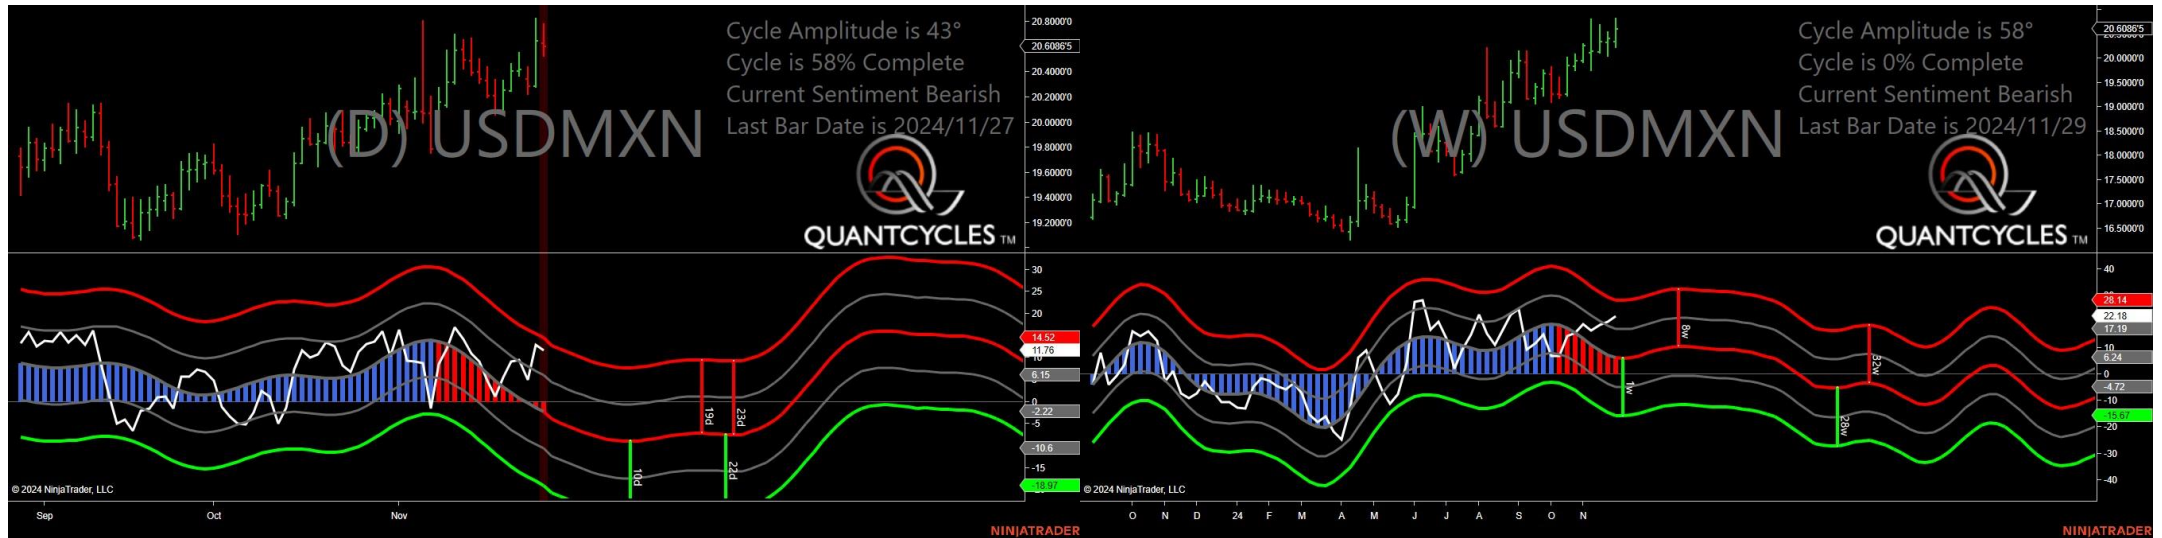 Cycle Amplitude is 43°
Cycle is 58% Complete
Current Sentiment Bearish
Last Bar Date is 2024/11/27
(D) USDMXN
QUANTCYCLES TM
20.8000'0
20.6086'5
20.4000'0
20.2000'0
20.0000'0
19.8000'0
19.6000'0
19.4000'0
19.2000'0
30
25
20
14.52
11.76
6.15
0
-2.22
-5
-10.6
-15
-18.97
19d
23d
10d
22d
© 2024 NinjaTrader, LLC
Sep Oct Nov
NINJATRADER
Cycle Amplitude is 58°
Cycle is 0% Complete
Current Sentiment Bearish
Last Bar Date is 2024/11/29
(W) USDMXN
QUANTCYCLES TM
20.6086'5
19.5000'0
19.0000'0
18.5000'0
18.0000'0
17.5000'0
17.0000'0
16.5000'0
40
28.14
22.18
17.19
10
6.24
0
-4.72
-10
-15.67
-20
-30
-40
8w
32w
1w
28w
© 2024 NinjaTrader, LLC
O N D 24 F M A M J J A S O N
NINJATRADER